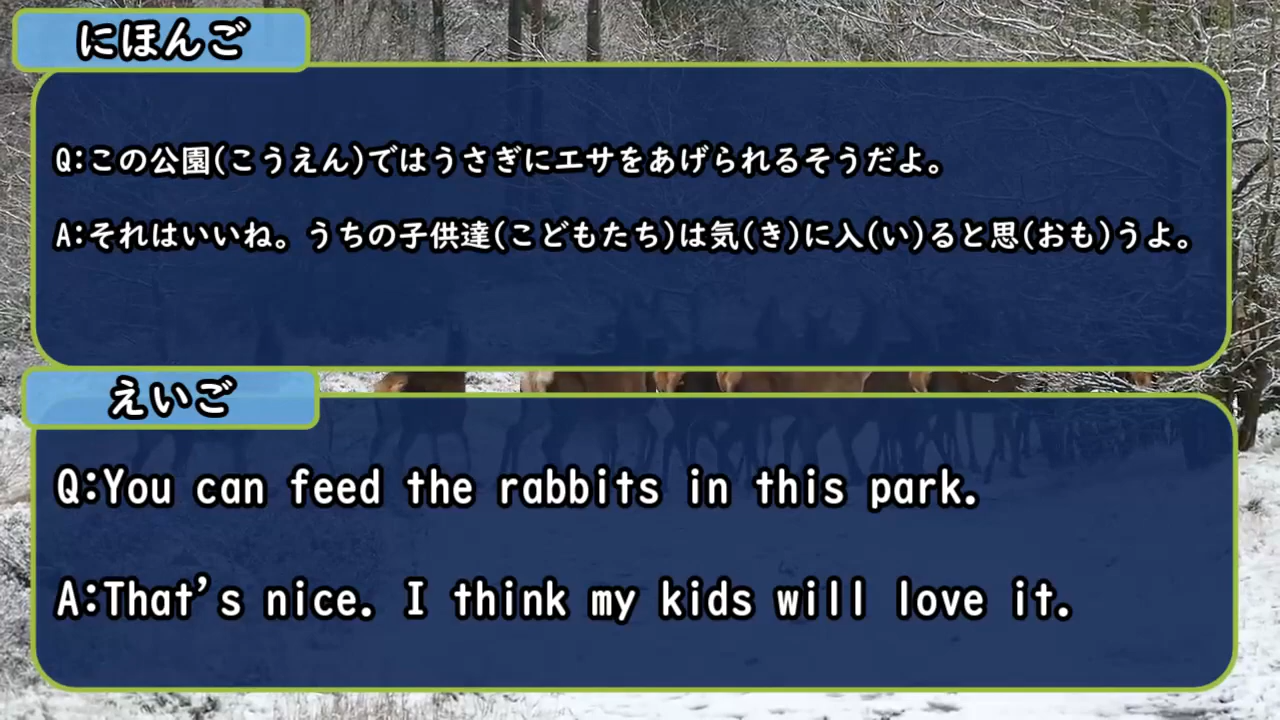 にほんご
Q:この公園(こうえん)ではうさぎにエサをあげられるそうだよ。
A:それはいいね。うちの子供達(こどもたち)は気(き)に入(い)ると思(おも)うよ。
えいご
Q:You can feed the rabbits in this park.
A:That's nice. I think my kids will love it.